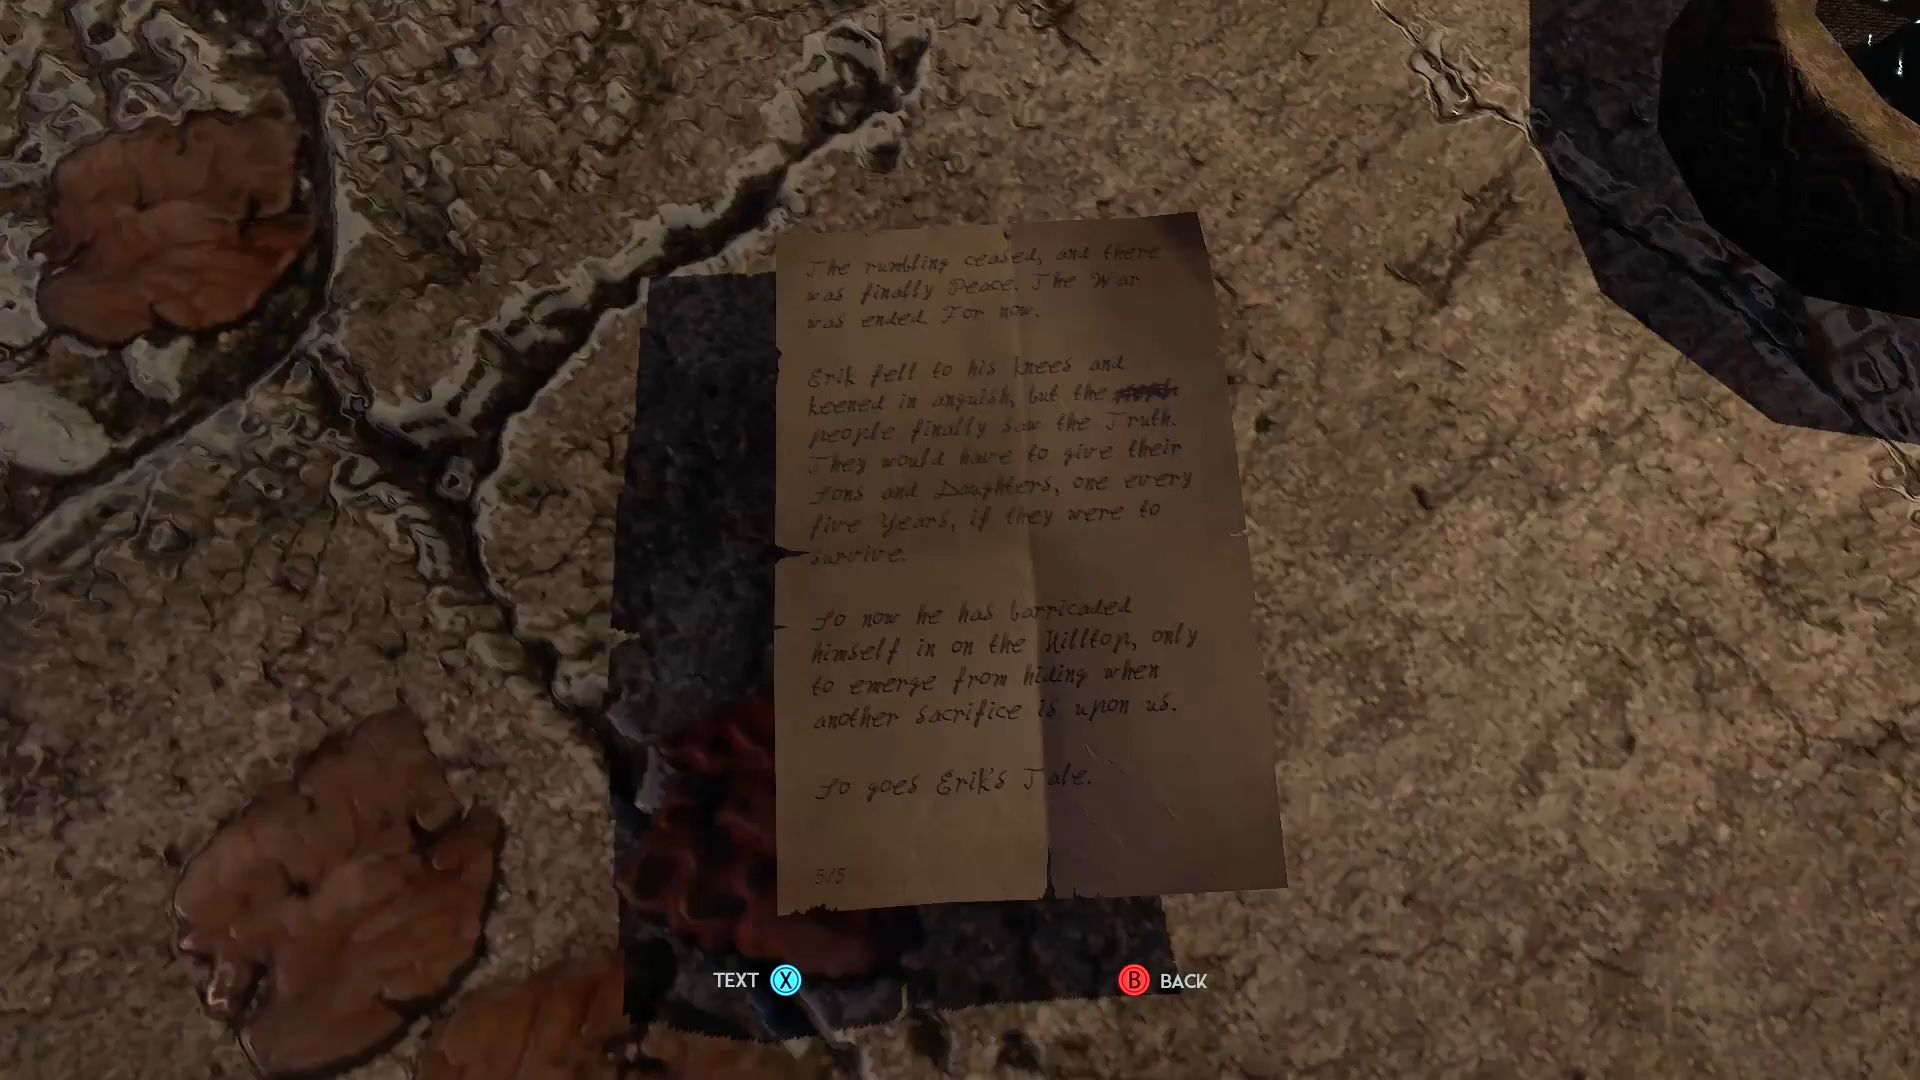 The rumbling ceased, and there
was finally Peace. The War
was ended. For now.
Erik fell to his knees and
keened in anguish, but the
people finally saw the Truth.
They would have to give their
Sons and Daughters, one every
five Years, if they were to
survive.
So now he has barricaded
himself in on the Hilltop, only
to emerge from hiding when
another Sacrifice is upon us.
So goes Erik's Tale.
5/5
TEXT X
B BACK